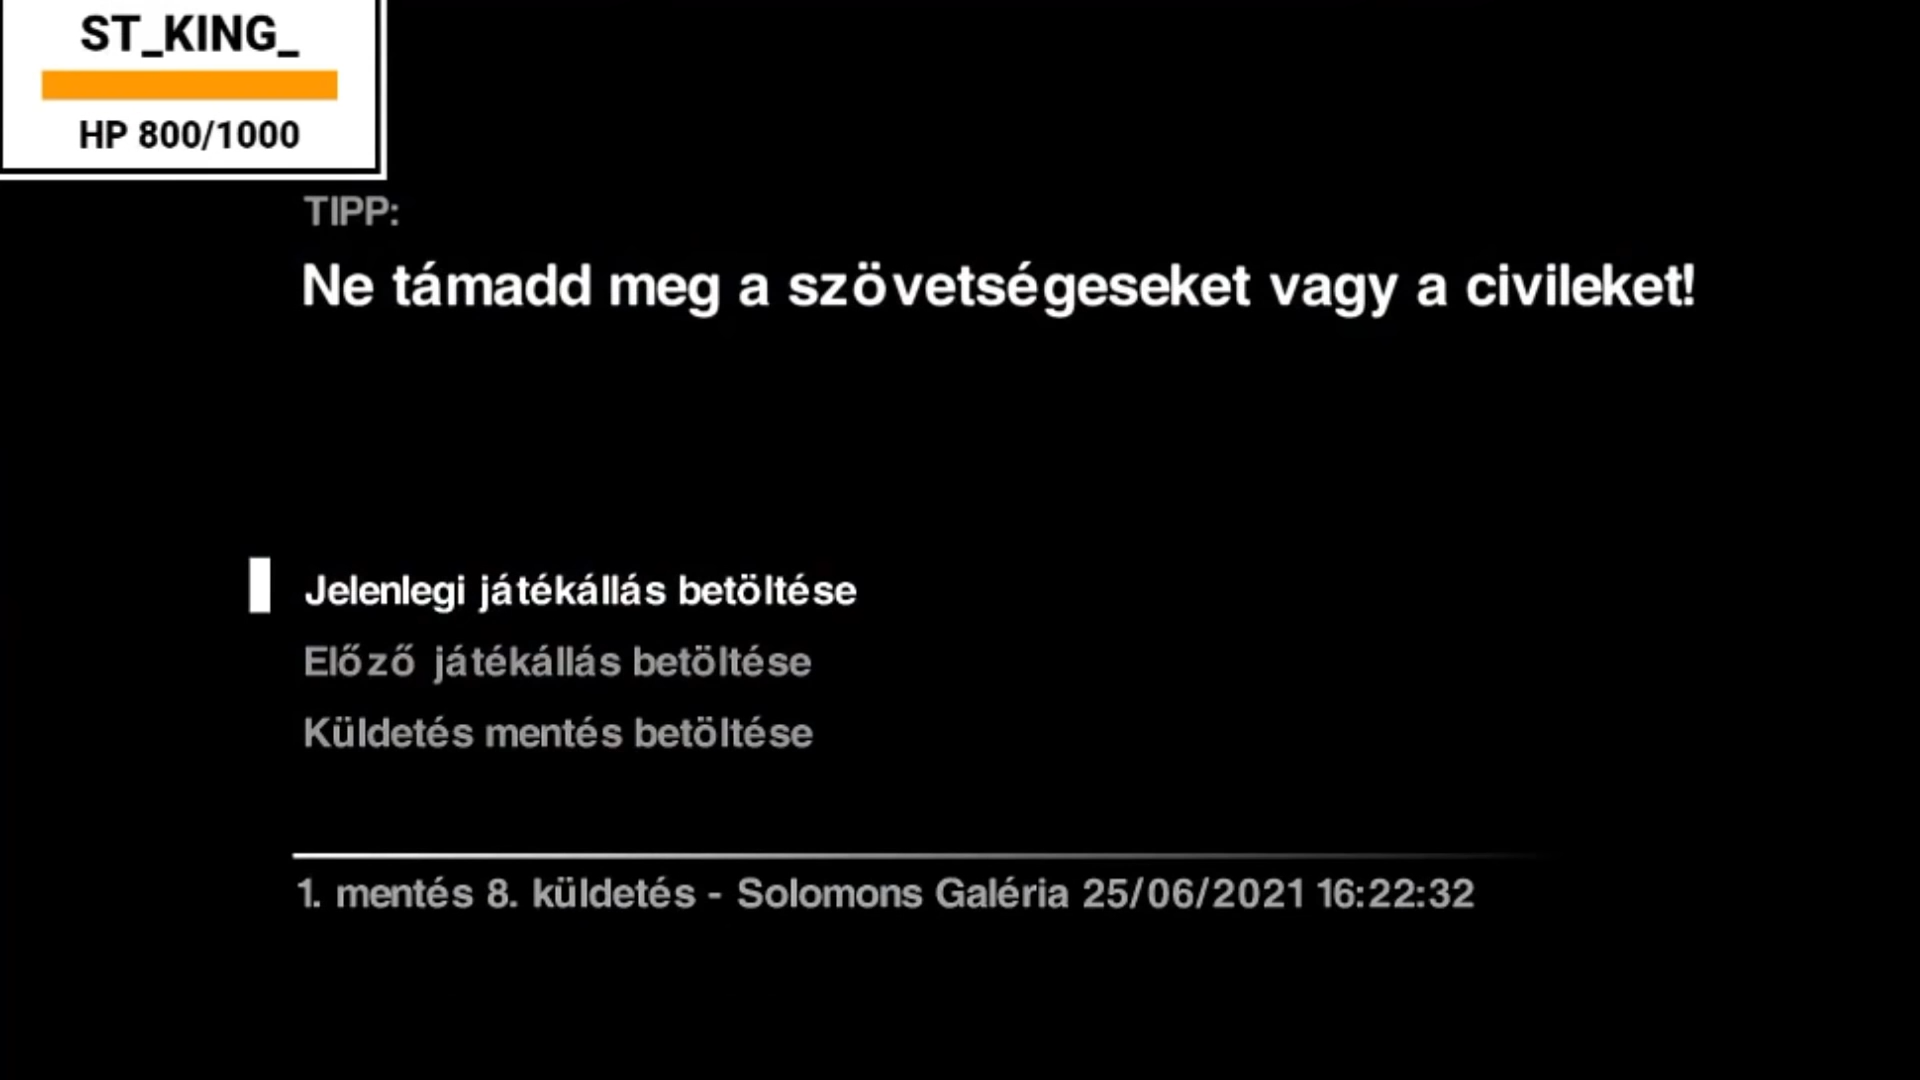 ST_KING_
HP 800/1000
TIPP:
Ne támadd meg a szövetségeseket vagy a civileket!
Jelenlegi játékállás betöltése
Előző játékállás betöltése
Küldetés mentés betöltése
1. mentés 8. küldetés - Solomons Galéria 25/06/2021 16:22:32